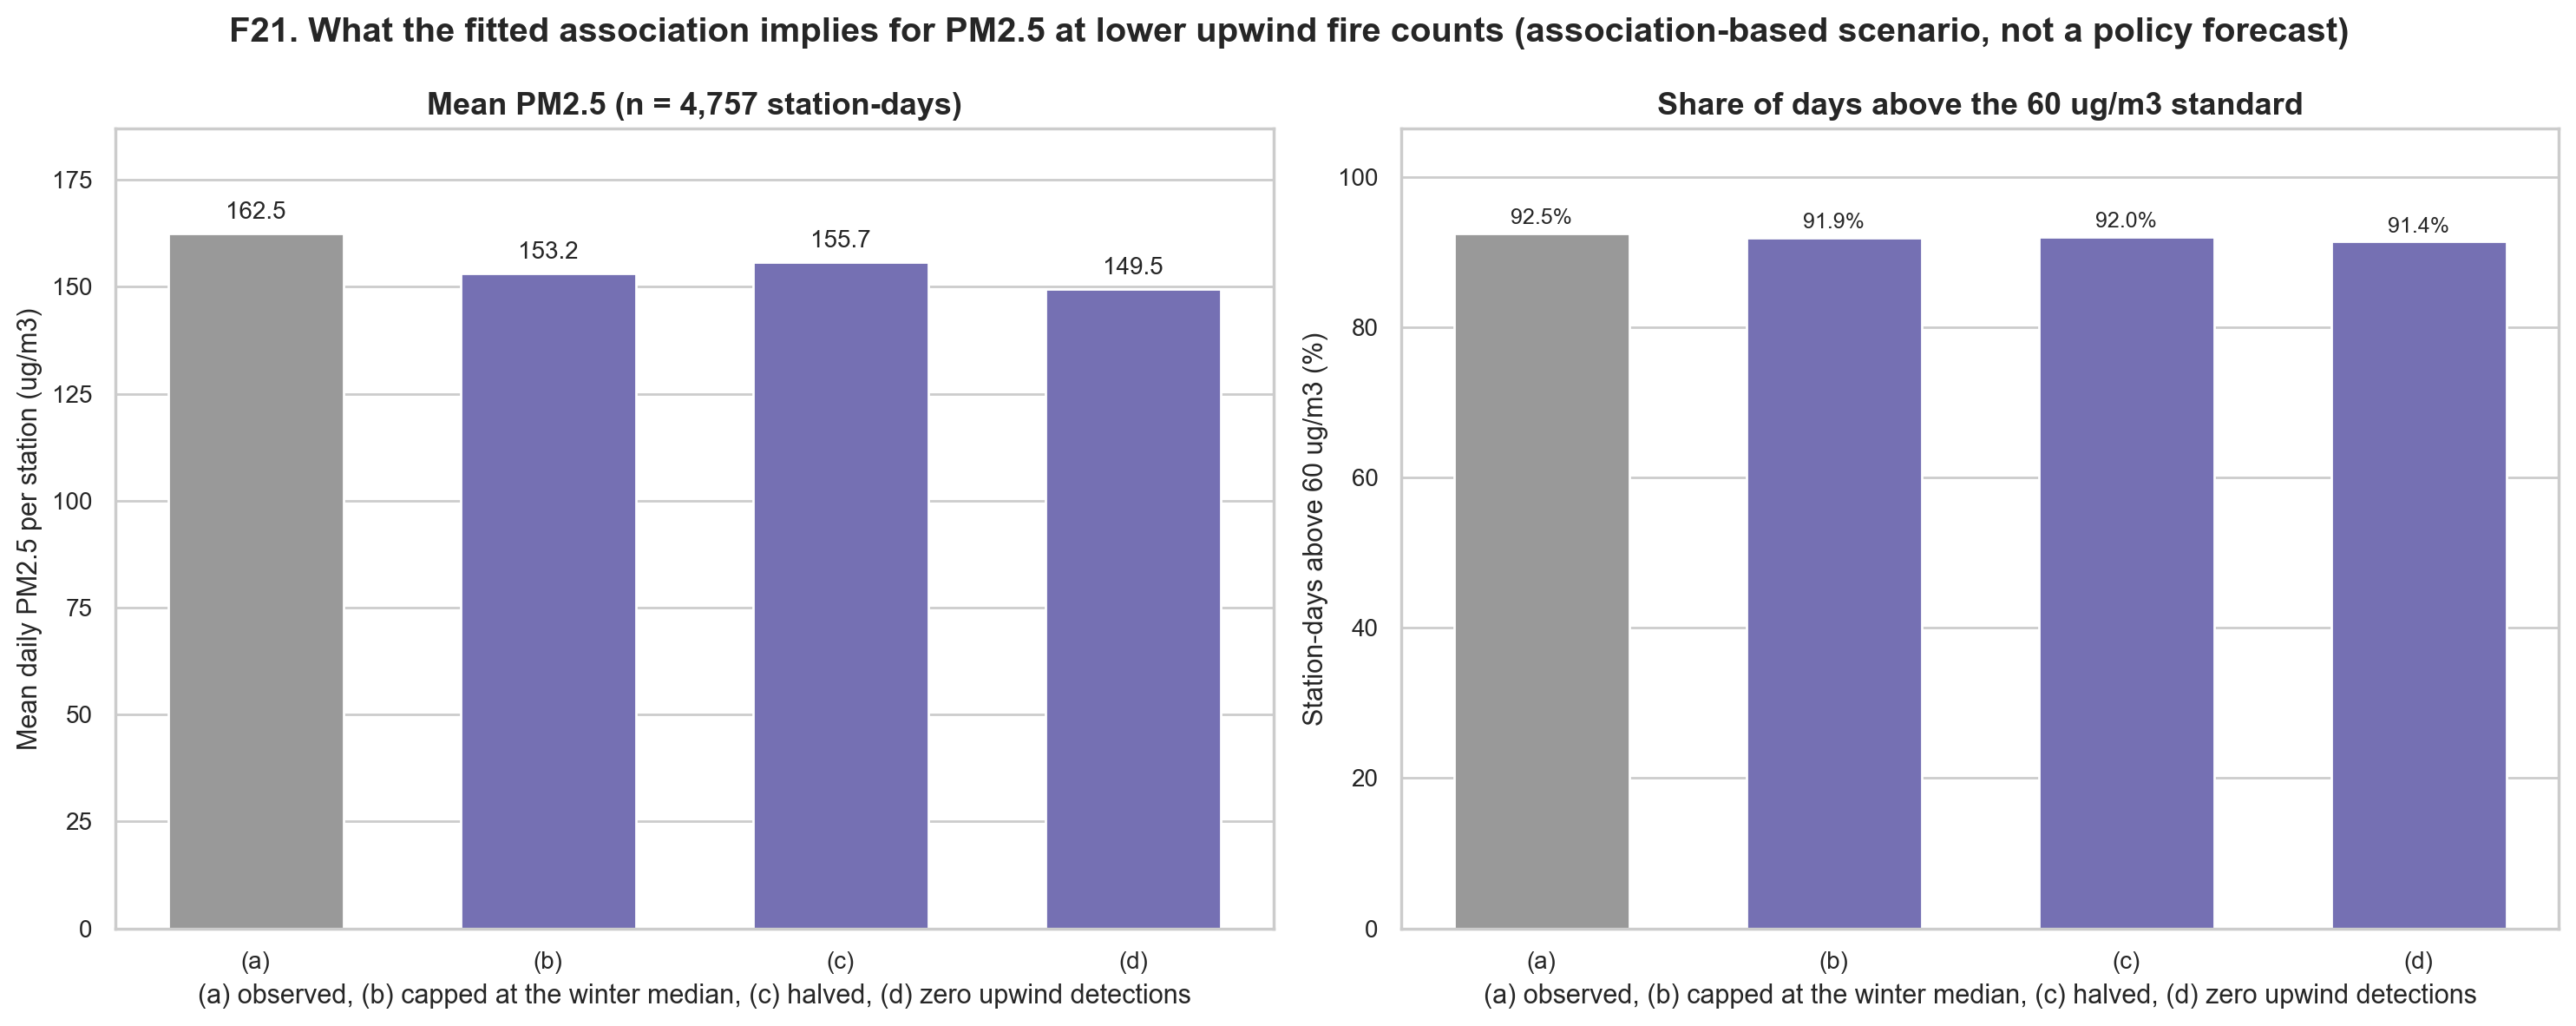 F21. What the fitted association implies for PM2.5 at lower upwind fire counts (association-based scenario, not a policy forecast)
Mean PM2.5 (n = 4,757 station-days)
Mean daily PM2.5 per station (ug/m3)
175
150
125
100
75
50
25
0
162.5
153.2
155.7
149.5
(a)
(b)
(c)
(d)
(a) observed, (b) capped at the winter median, (c) halved, (d) zero upwind detections
Share of days above the 60 ug/m3 standard
Station-days above 60 ug/m3 (%)
100
80
60
40
20
0
92.5%
91.9%
92.0%
91.4%
(a)
(b)
(c)
(d)
(a) observed, (b) capped at the winter median, (c) halved, (d) zero upwind detections